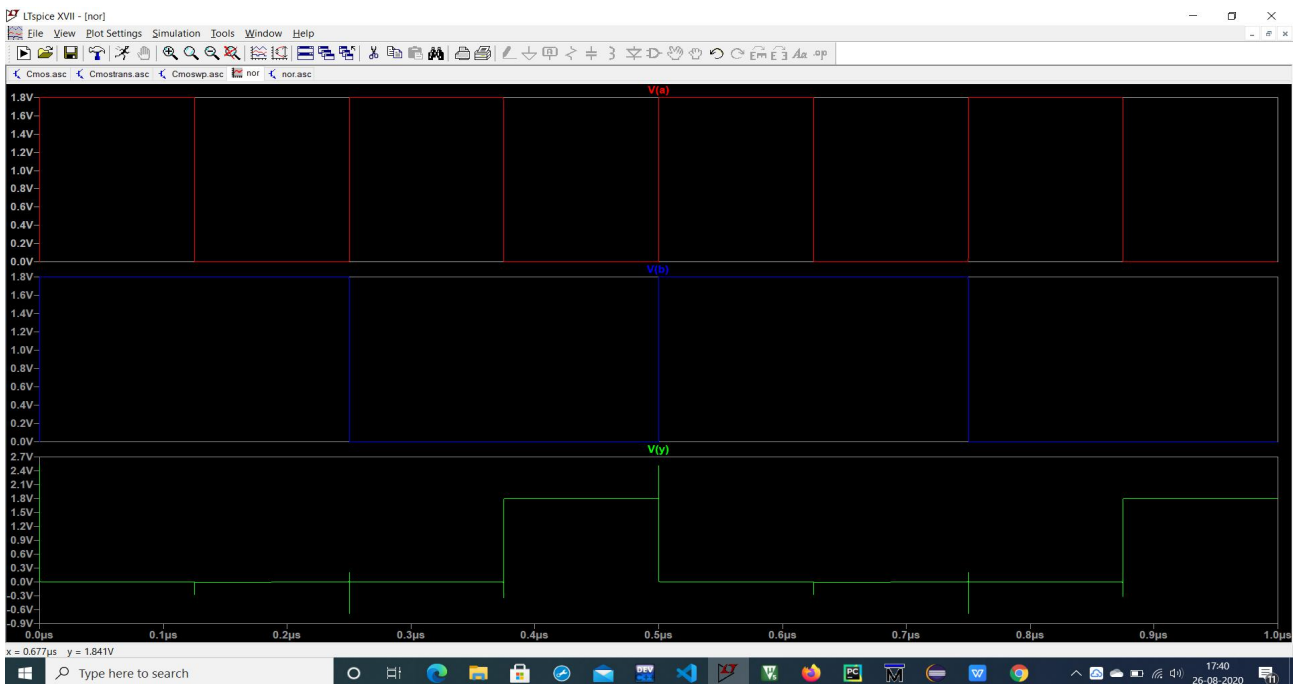 LTspice XVII - [nor]
File View Plot Settings Simulation Tools Window Help
Cmos.asc Cmostrans.asc Cmoswp.asc nor nor.asc
V(a)
1.8V
1.6V
1.4V
1.2V
1.0V
0.8V
0.6V
0.4V
0.2V
0.0V
V(b)
1.8V
1.6V
1.4V
1.2V
1.0V
0.8V
0.6V
0.4V
0.2V
0.0V
V(y)
2.7V
2.4V
2.1V
1.8V
1.5V
1.2V
0.9V
0.6V
0.3V
0.0V
-0.3V
-0.6V
-0.9V
0.0µs 0.1µs 0.2µs 0.3µs 0.4µs 0.5µs 0.6µs 0.7µs 0.8µs 0.9µs 1.0µs
x = 0.677µs y = 1.841V
Type here to search
17:40
26-08-2020